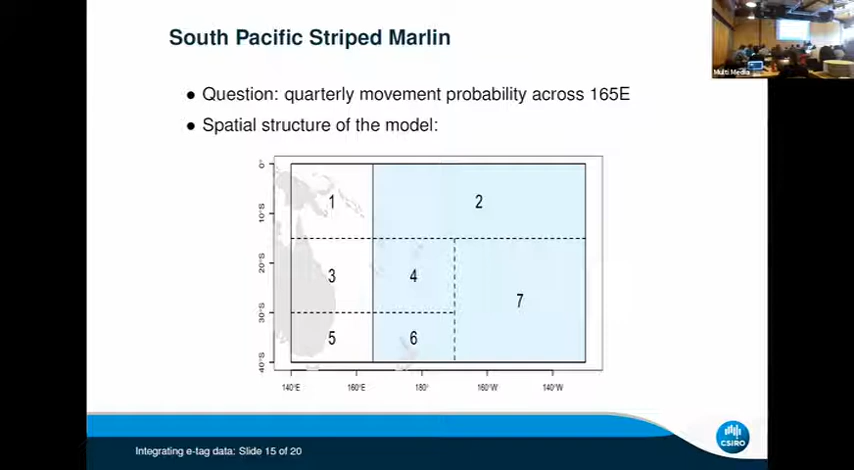 South Pacific Striped Marlin
Multi Media
● Question: quarterly movement probability across 165E
● Spatial structure of the model:
0°
10°S
20°S
30°S
40°S
1
2
3
4
7
5
6
140°E
160°E
180°
160°W
140°W
Integrating e-tag data: Slide 15 of 20
CSIRO